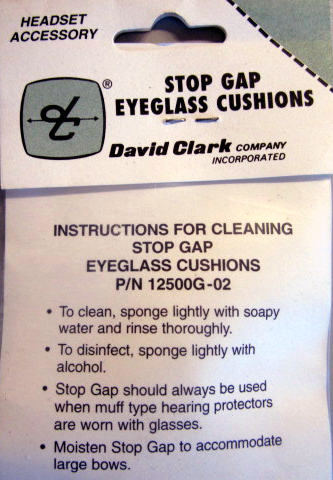 HEADSET
ACCESSORY
®
STOP GAP
EYEGLASS CUSHIONS
David Clark COMPANY
INCORPORATED
INSTRUCTIONS FOR CLEANING
STOP GAP
EYEGLASS CUSHIONS
P/N 12500G-02
• To clean, sponge lightly with soapy
water and rinse thoroughly.
• To disinfect, sponge lightly with
alcohol.
• Stop Gap should always be used
when muff type hearing protectors
are worn with glasses.
• Moisten Stop Gap to accommodate
large bows.